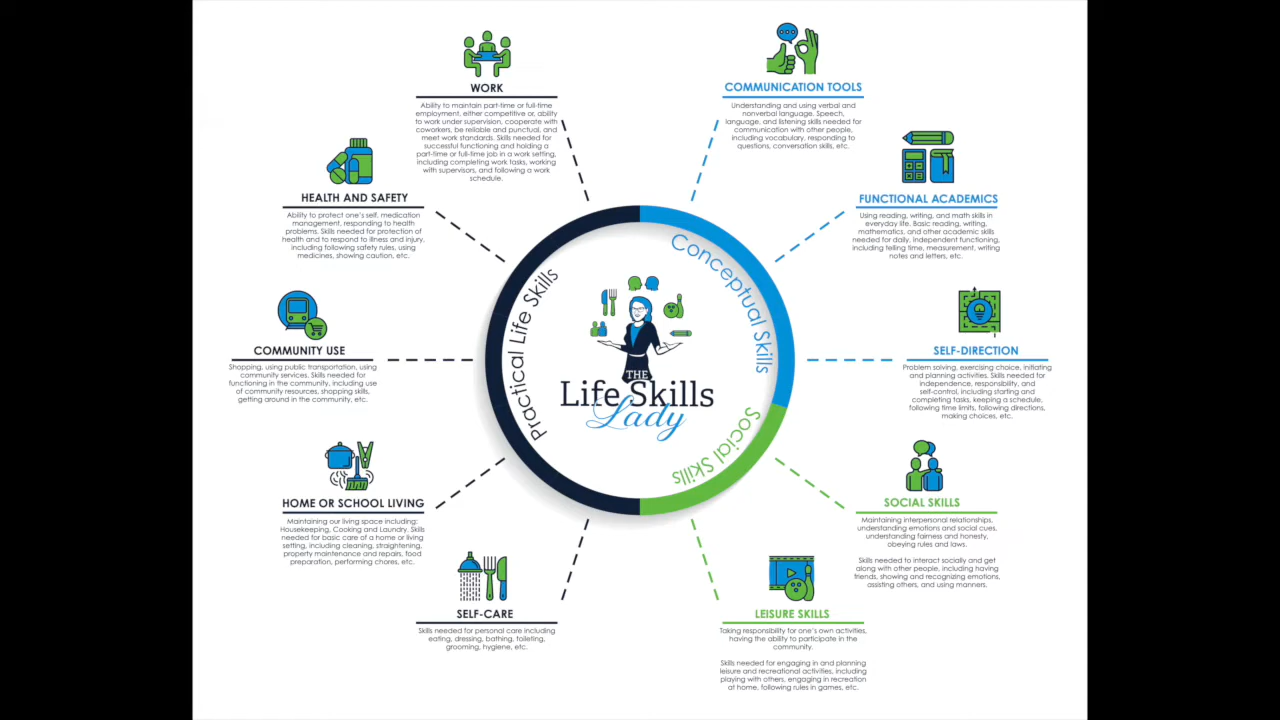 WORK
Ability to maintain part-time or full-time
employment, either competitive or, ability
to work under supervision, cooperate with
coworkers, be reliable and punctual, and
meet work standards. Skills needed for
successful functioning and holding a
part-time or full-time job in a work setting,
including completing work tasks, working
with supervisors, and following a work
schedule.
COMMUNICATION TOOLS
Understanding and using verbal and
nonverbal language. Speech,
language, and listening skills needed for
communication with other people,
including vocabulary, responding to
questions, conversation skills, etc.
HEALTH AND SAFETY
Ability to protect one's self, medication
management, responding to health
problems. Skills needed for protection of
health and to respond to illness and injury,
including following safety rules, using
medicines, showing caution, etc.
FUNCTIONAL ACADEMICS
Using reading, writing, and math skills in
everyday life. Basic reading, writing,
mathematics, and other academic skills
needed for daily, independent functioning,
including telling time, measurement, writing
notes and letters, etc.
COMMUNITY USE
Shopping, using public transportation, using
community services. Skills needed for
functioning in the community, including use
of community resources, shopping skills,
getting around in the community, etc.
Practical Life Skills
Conceptual Skills
Social Skills
THE
Life Skills
Lady
SELF-DIRECTION
Problem solving, exercising choice, initiating
and planning activities. Skills needed for
independence, responsibility, and
self-control, including starting and
completing tasks, keeping a schedule,
following time limits, following directions,
making choices, etc.
HOME OR SCHOOL LIVING
Maintaining our living space including:
Housekeeping, Cooking and Laundry. Skills
needed for basic care of a home or living
setting, including cleaning, straightening,
property maintenance and repairs, food
preparation, performing chores, etc.
SOCIAL SKILLS
Maintaining interpersonal relationships,
understanding emotions and social cues,
understanding fairness and honesty,
obeying rules and laws.
Skills needed to interact socially and get
along with other people, including having
friends, showing and recognizing emotions,
assisting others, and using manners.
SELF-CARE
Skills needed for personal care including
eating, dressing, bathing, toileting,
grooming, hygiene, etc.
LEISURE SKILLS
Taking responsibility for one's own activities,
having the ability to participate in the
community.
Skills needed for engaging in and planning
leisure and recreational activities, including
playing with others, engaging in recreation
at home, following rules in games, etc.